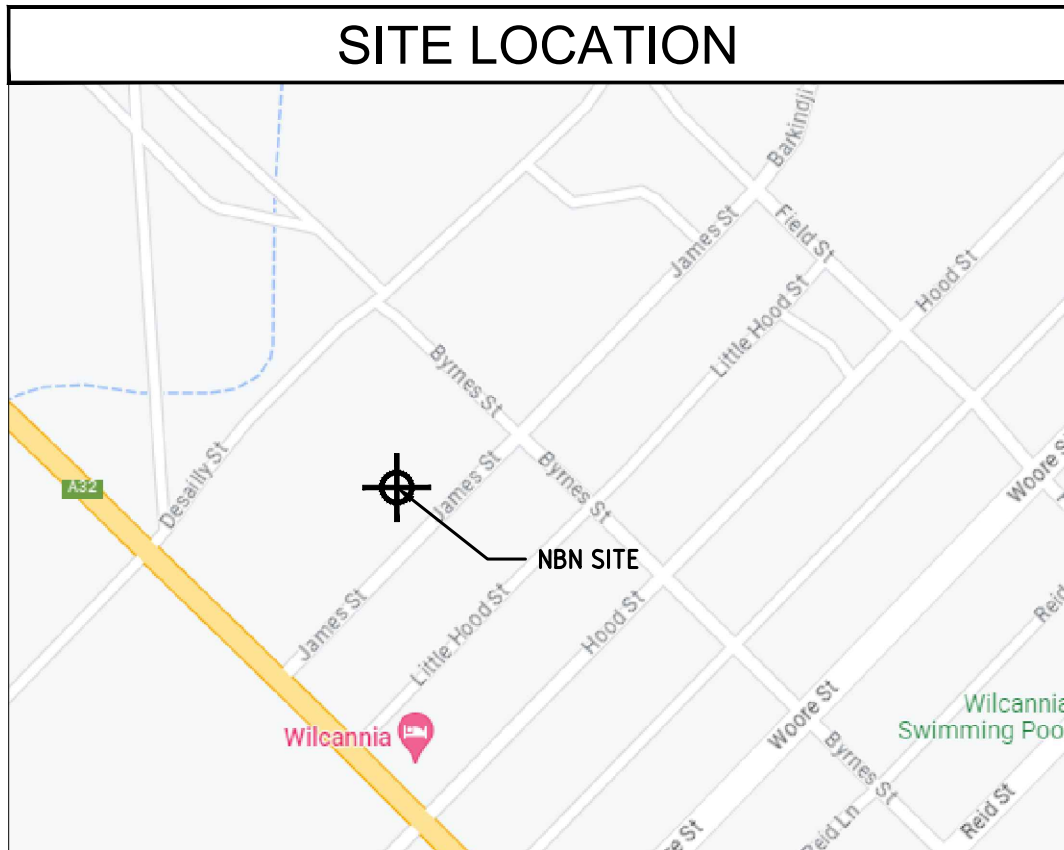 SITE LOCATION
Barkindji
James St
Field St
Hood St
Little Hood St
Byrnes St
A32
Desailly St
James St
Byrnes St
Woore St
NBN SITE
James St
Little Hood St
Hood St
Reid
Wilcannia
Wilcannia
Swimming Poo
Woore St
Byrnes St
Reid St
Reid Ln
re St